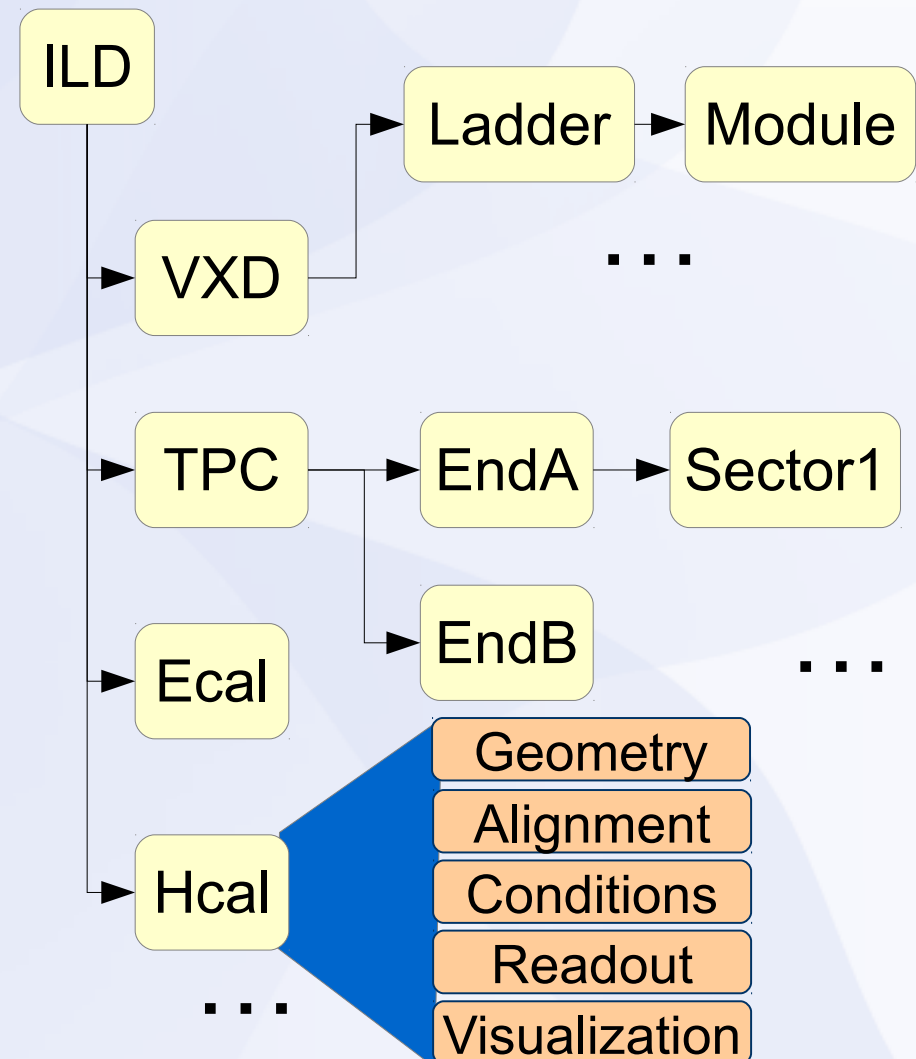 ILD
Ladder
Module
...
VXD
TPC
EndA
Sector1
EndB
...
Ecal
Geometry
Alignment
Hcal
Conditions
Readout
...
Visualization